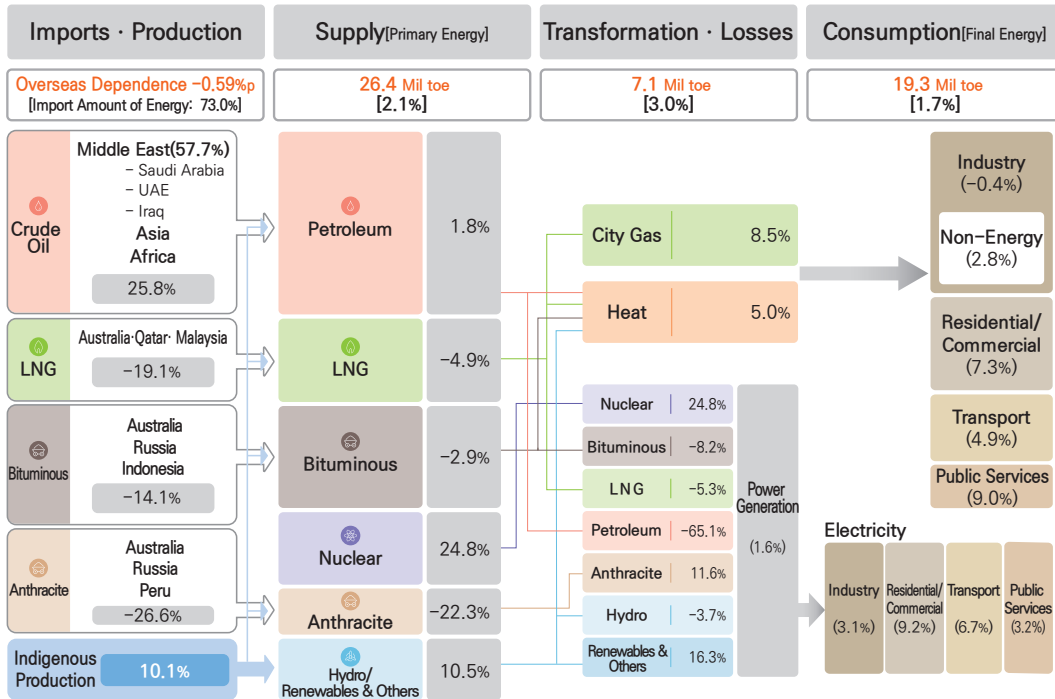 Imports · Production
Supply[Primary Energy]
Transformation · Losses
Consumption[Final Energy]
Overseas Dependence -0.59%p
[Import Amount of Energy: 73.0%]
26.4 Mil toe
[2.1%]
7.1 Mil toe
[3.0%]
19.3 Mil toe
[1.7%]
Crude
Oil
Middle East(57.7%)
- Saudi Arabia
- UAE
- Iraq
Asia
Africa
25.8%
LNG
Australia·Qatar· Malaysia
-19.1%
Bituminous
Australia
Russia
Indonesia
-14.1%
Anthracite
Australia
Russia
Peru
-26.6%
Indigenous
Production
10.1%
Petroleum
1.8%
LNG
-4.9%
Bituminous
-2.9%
Nuclear
24.8%
Anthracite
-22.3%
Hydro/
Renewables & Others
10.5%
City Gas
8.5%
Heat
5.0%
Nuclear
24.8%
Bituminous
-8.2%
LNG
-5.3%
Petroleum
-65.1%
Anthracite
11.6%
Hydro
-3.7%
Renewables &
Others
16.3%
Power
Generation
(1.6%)
Industry
(-0.4%)
Non-Energy
(2.8%)
Residential/
Commercial
(7.3%)
Transport
(4.9%)
Public Services
(9.0%)
Electricity
Industry
(3.1%)
Residential/
Commercial
(9.2%)
Transport
(6.7%)
Public
Services
(3.2%)